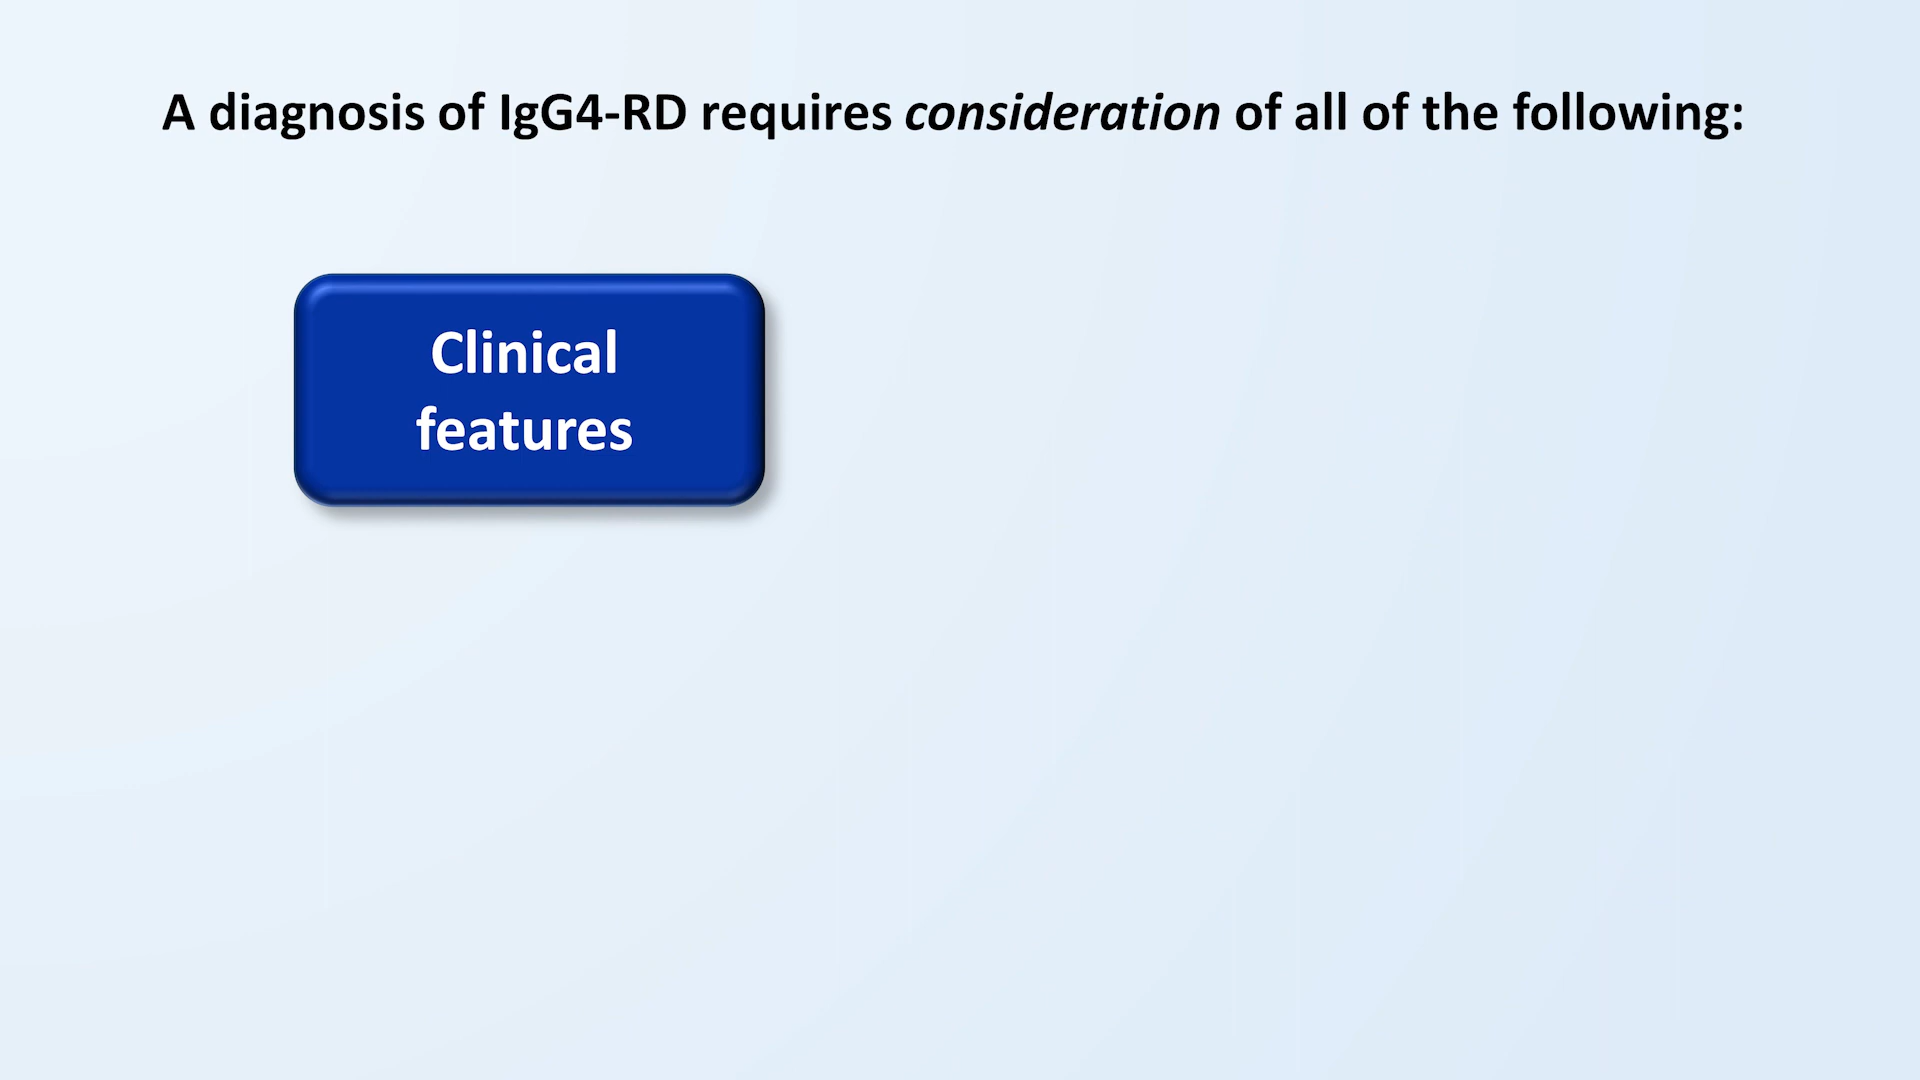 A diagnosis of IgG4-RD requires consideration of all of the following:
Clinical
features